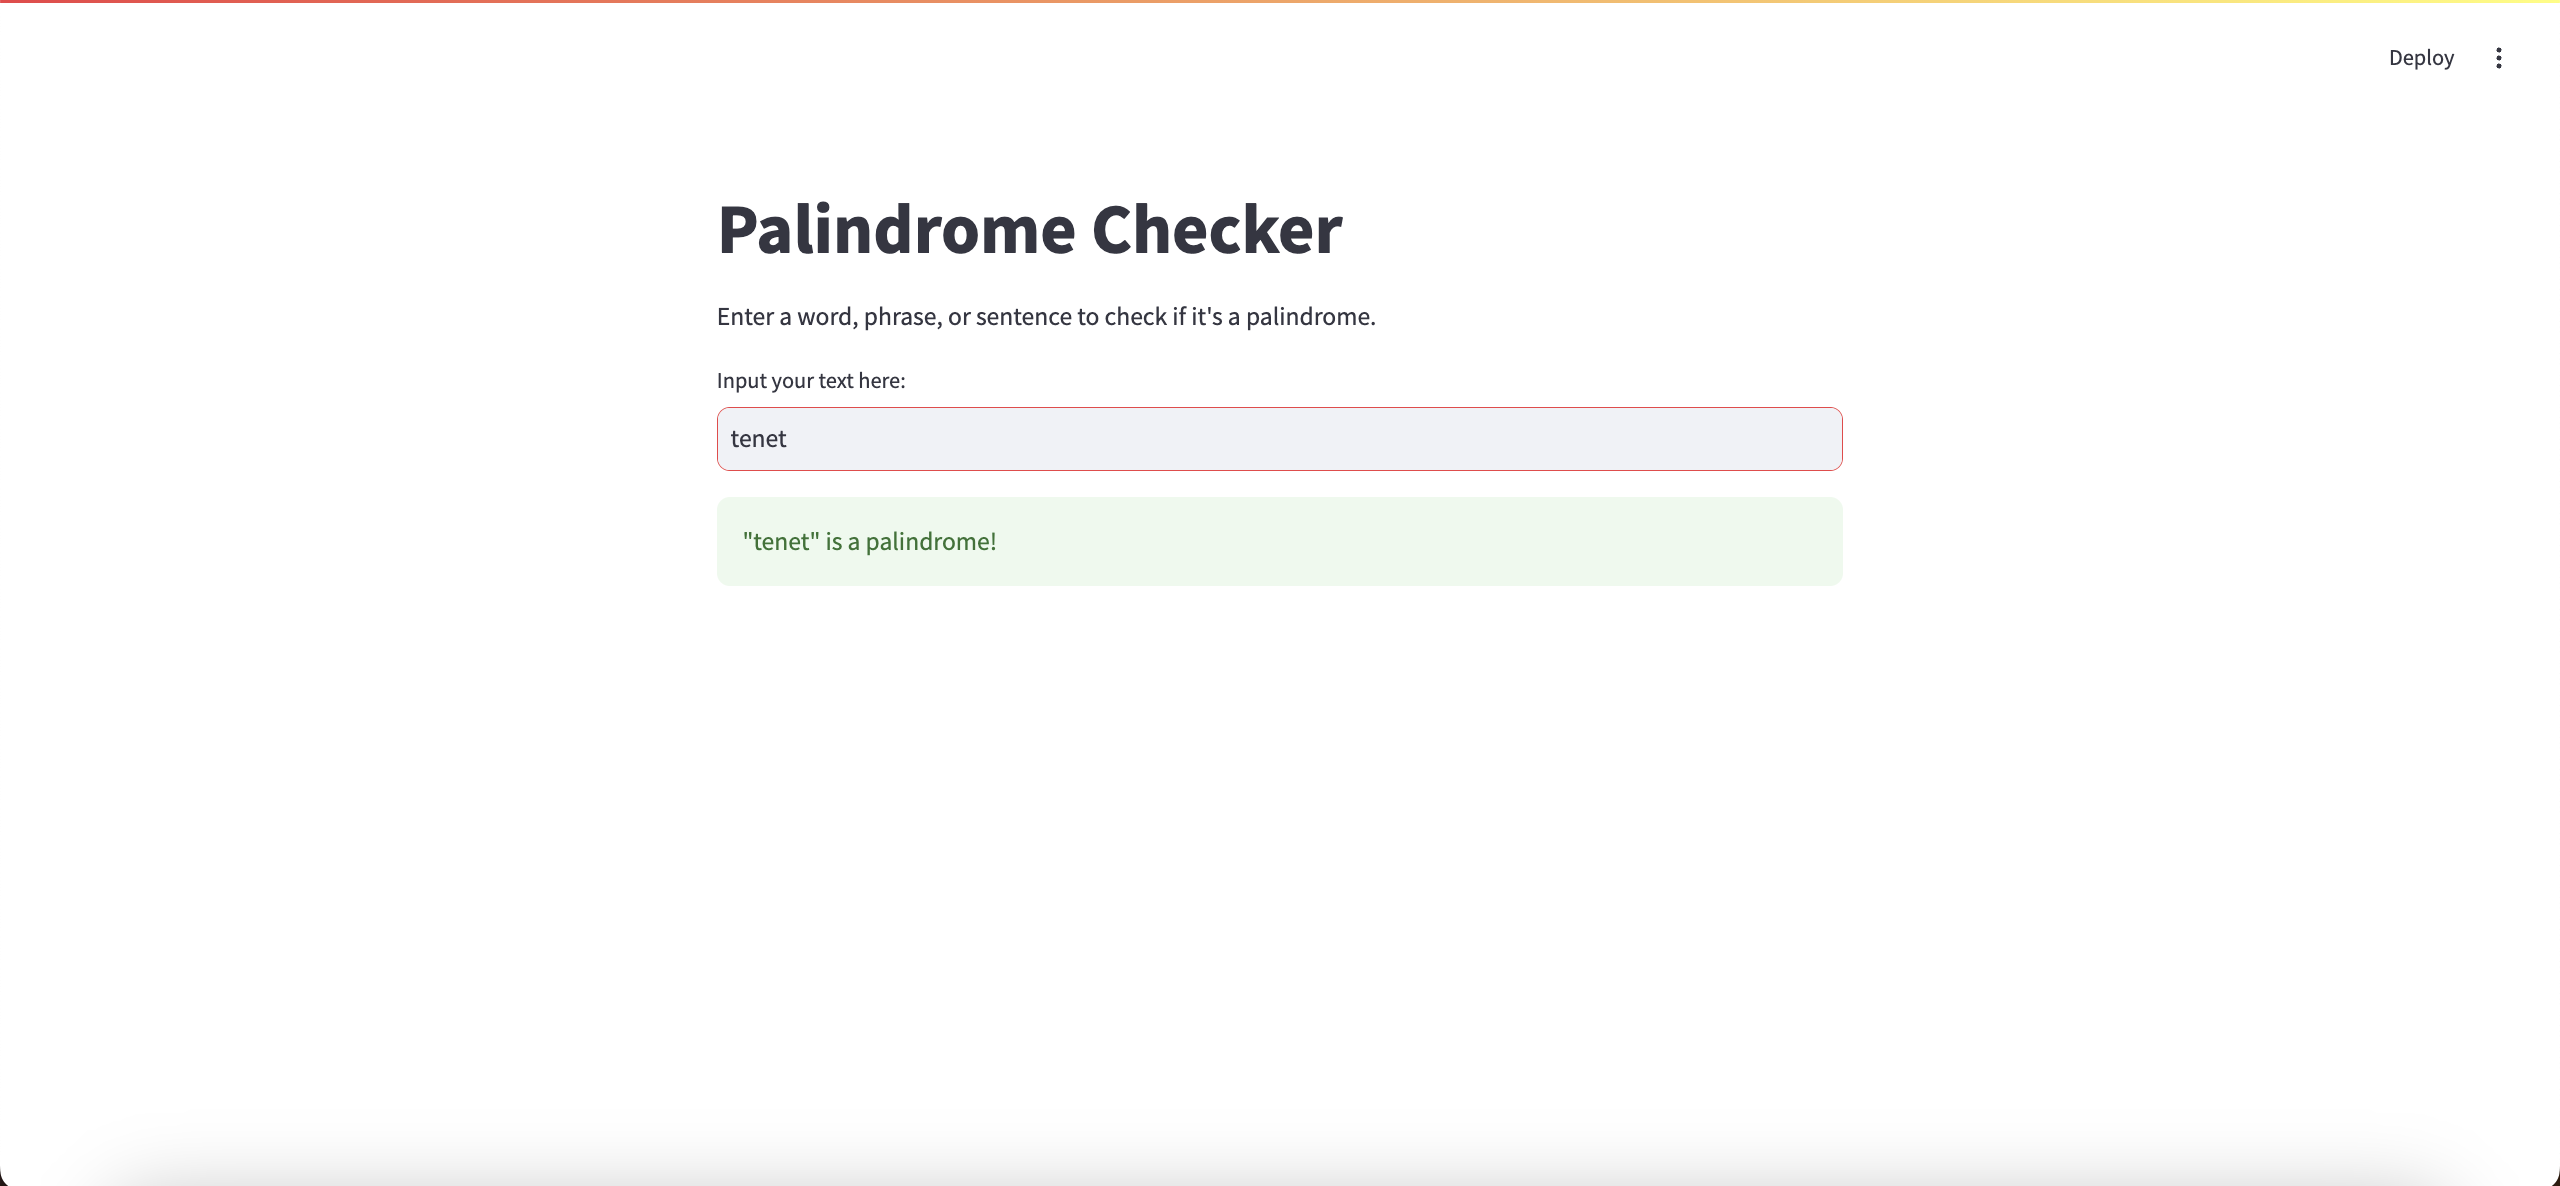 Deploy
Palindrome Checker
Enter a word, phrase, or sentence to check if it's a palindrome.
Input your text here:
tenet
"tenet" is a palindrome!